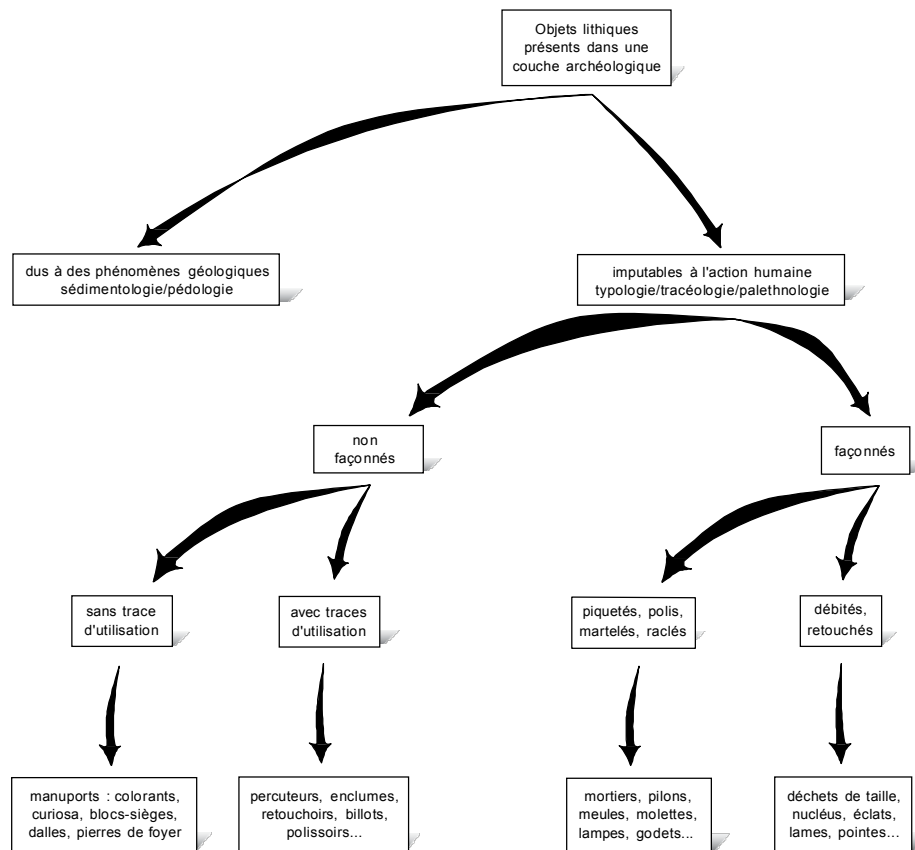 Objets lithiques
présents dans une
couche archéologique
dus à des phénomènes géologiques
sédimentologie/pédologie
imputables à l'action humaine
typologie/tracéologie/palethnologie
non
façonnés
façonnés
sans trace
d'utilisation
avec traces
d'utilisation
piquetés, polis,
martelés, raclés
débités,
retouchés
manuports : colorants,
curiosa, blocs-sièges,
dalles, pierres de foyer
percuteurs, enclumes,
retouchoirs, billots,
polissoirs...
mortiers, pilons,
meules, molettes,
lampes, godets...
déchets de taille,
nucléus, éclats,
lames, pointes...